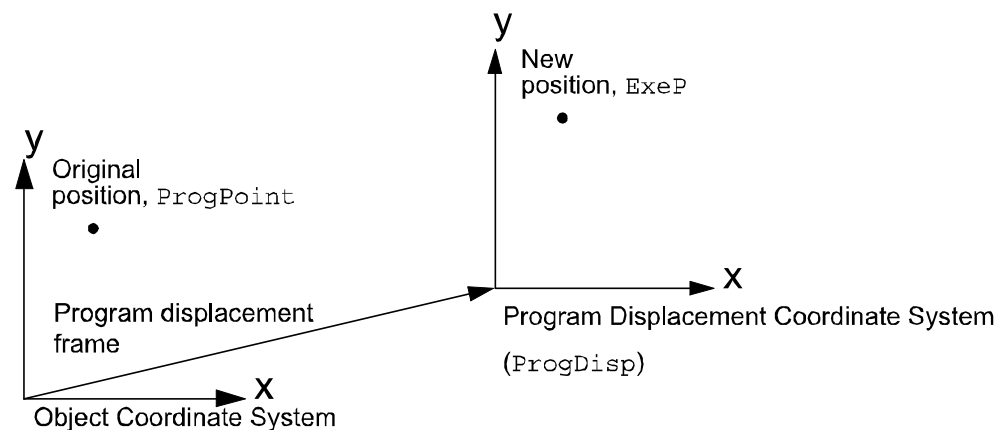 y
New
position, ExeP
y
Original
position, ProgPoint
x
Program displacement
frame
Program Displacement Coordinate System
(ProgDisp)
x
Object Coordinate System